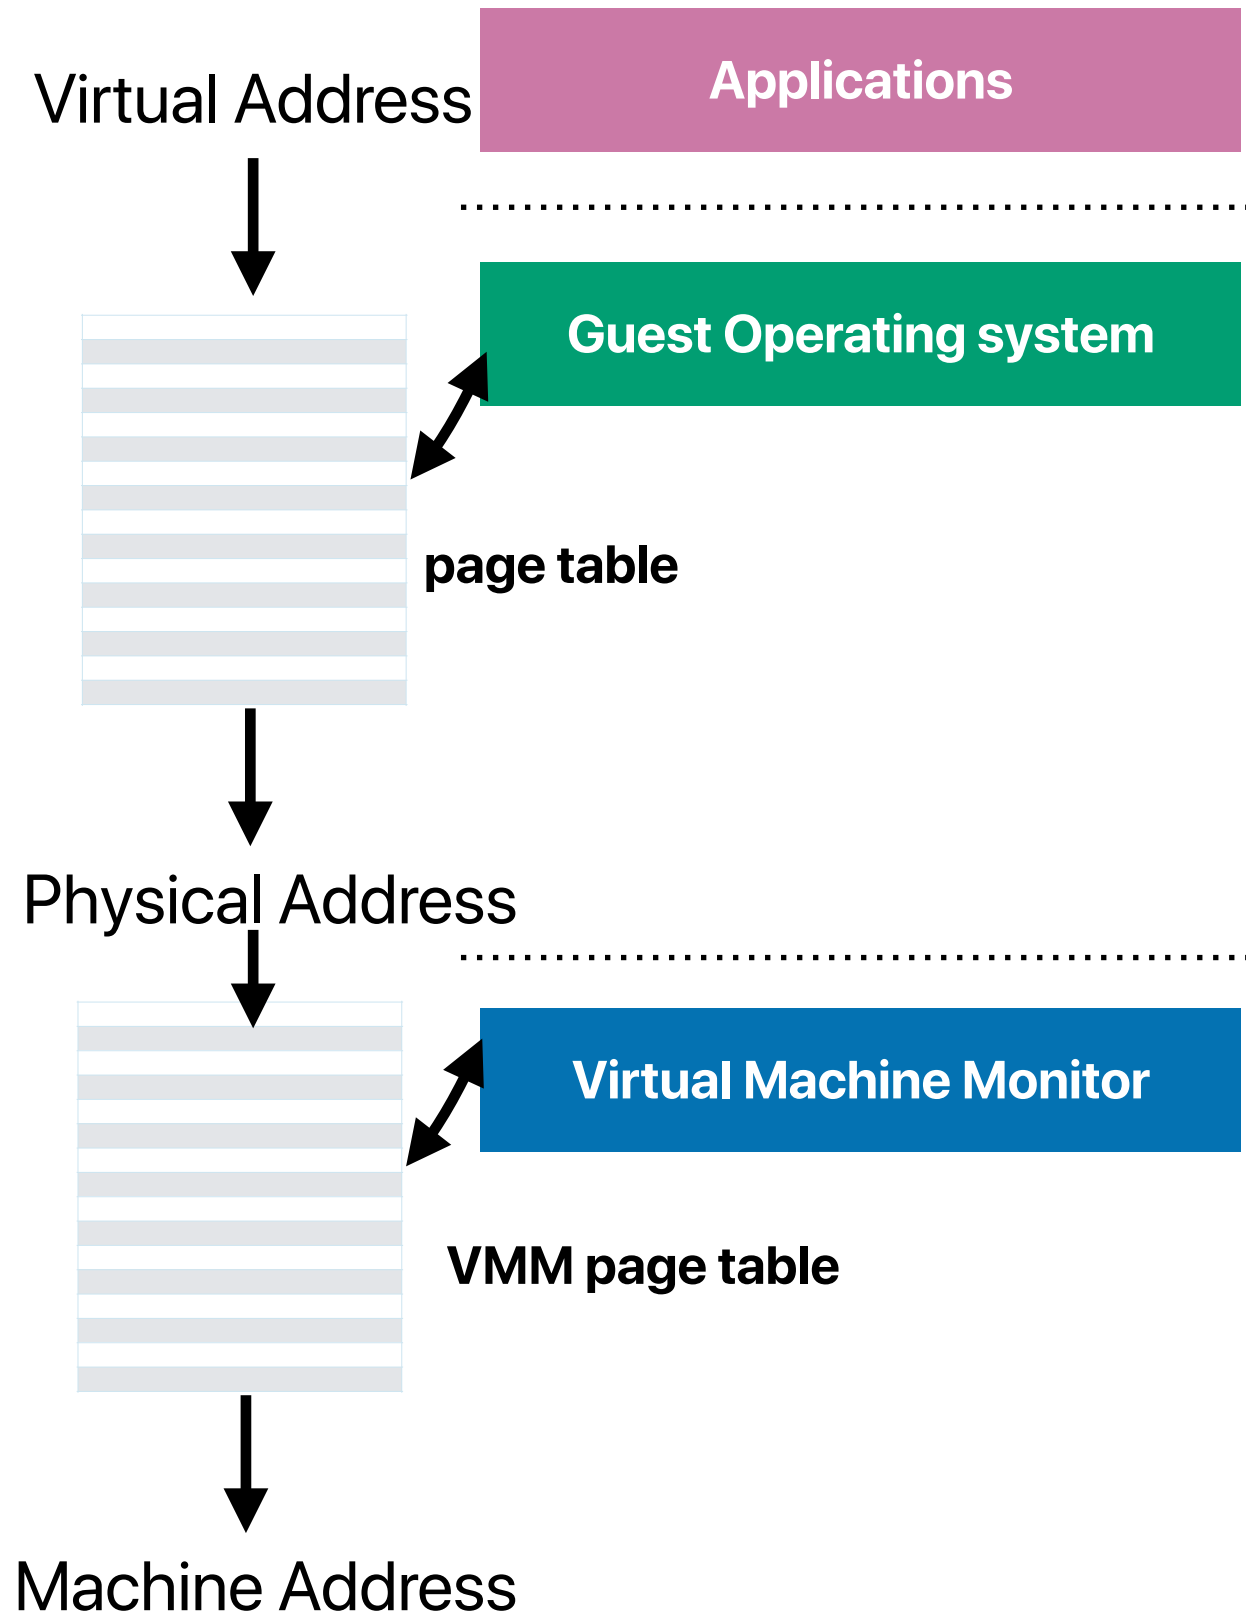 Virtual Address
Applications
Guest Operating system
page table
Physical Address
Virtual Machine Monitor
VMM page table
Machine Address